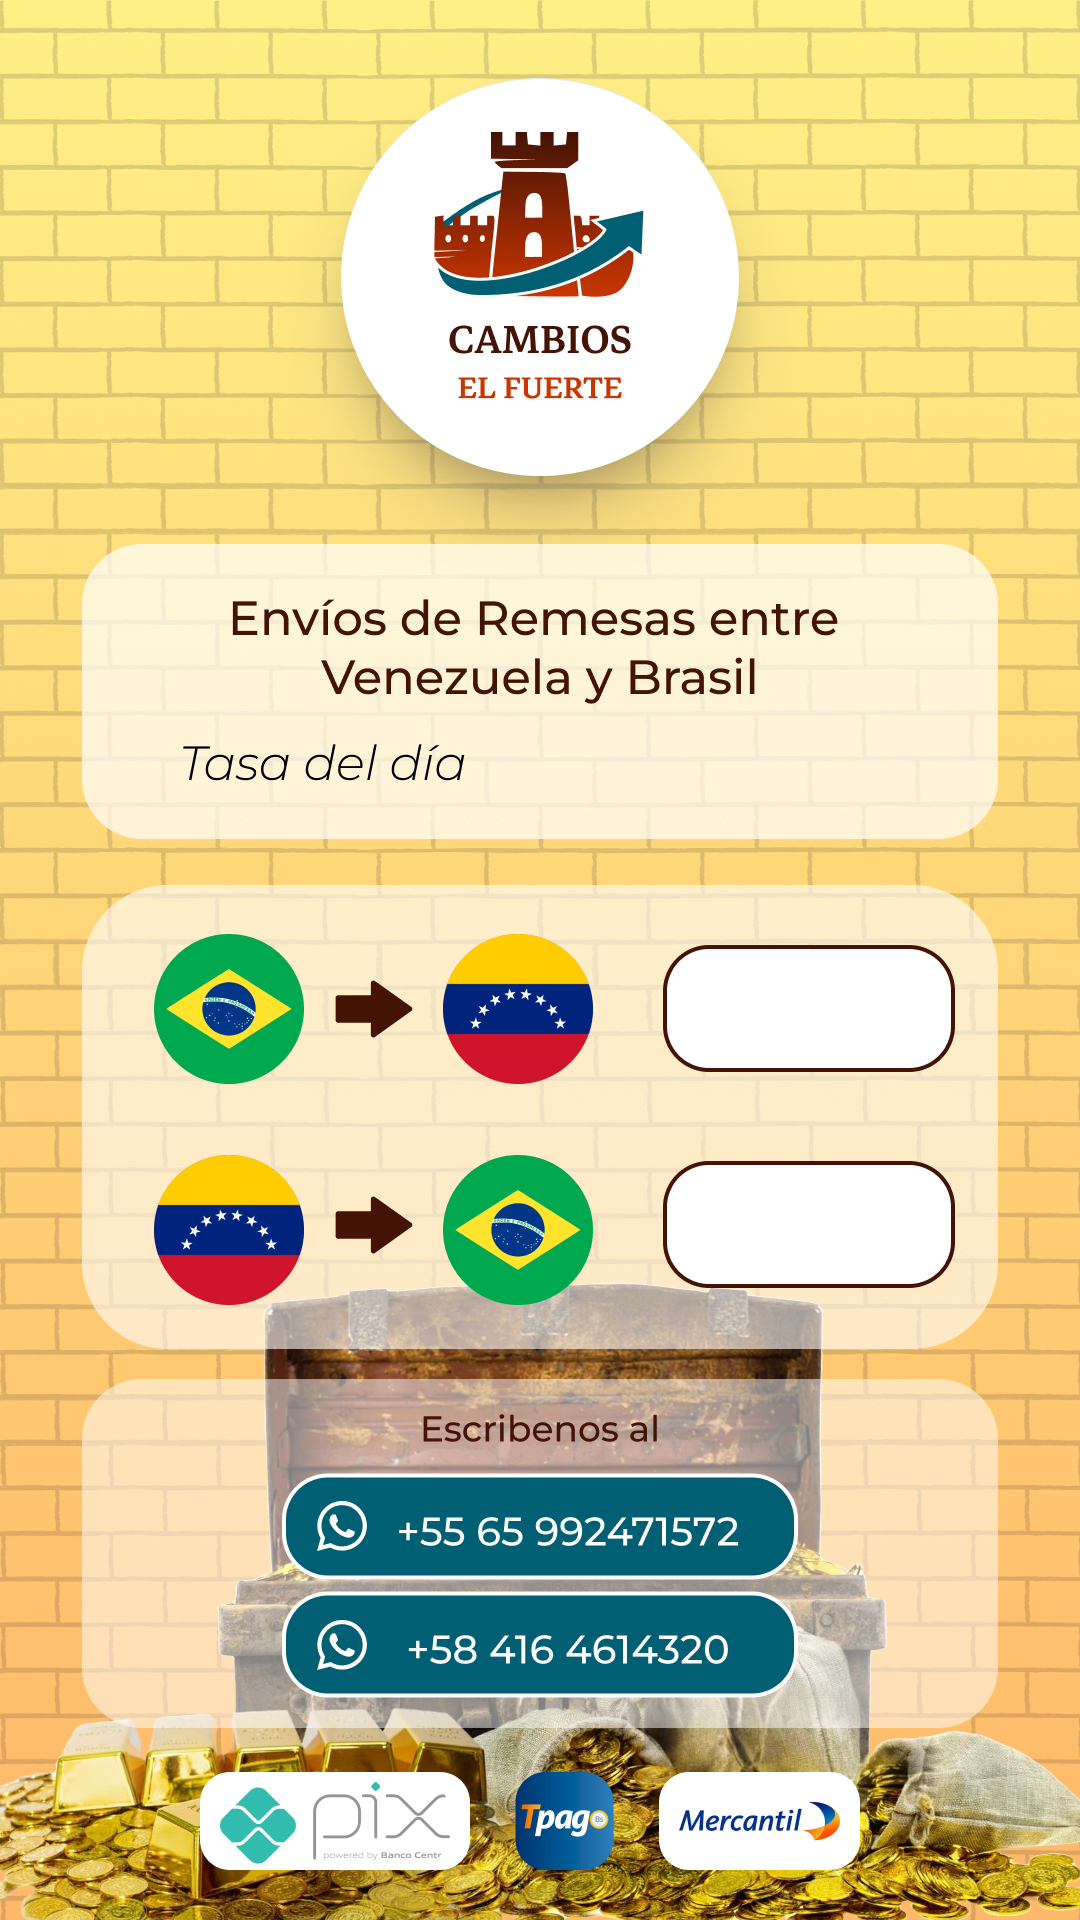 CAMBIOS
EL FUERTE
Envíos de Remesas entre
Venezuela y Brasil
Tasa del día
Escribenos al
+55 65 992471572
+58 416 4614320
pix
powered by Banco Centr
Tpago
Bs
Mercantil